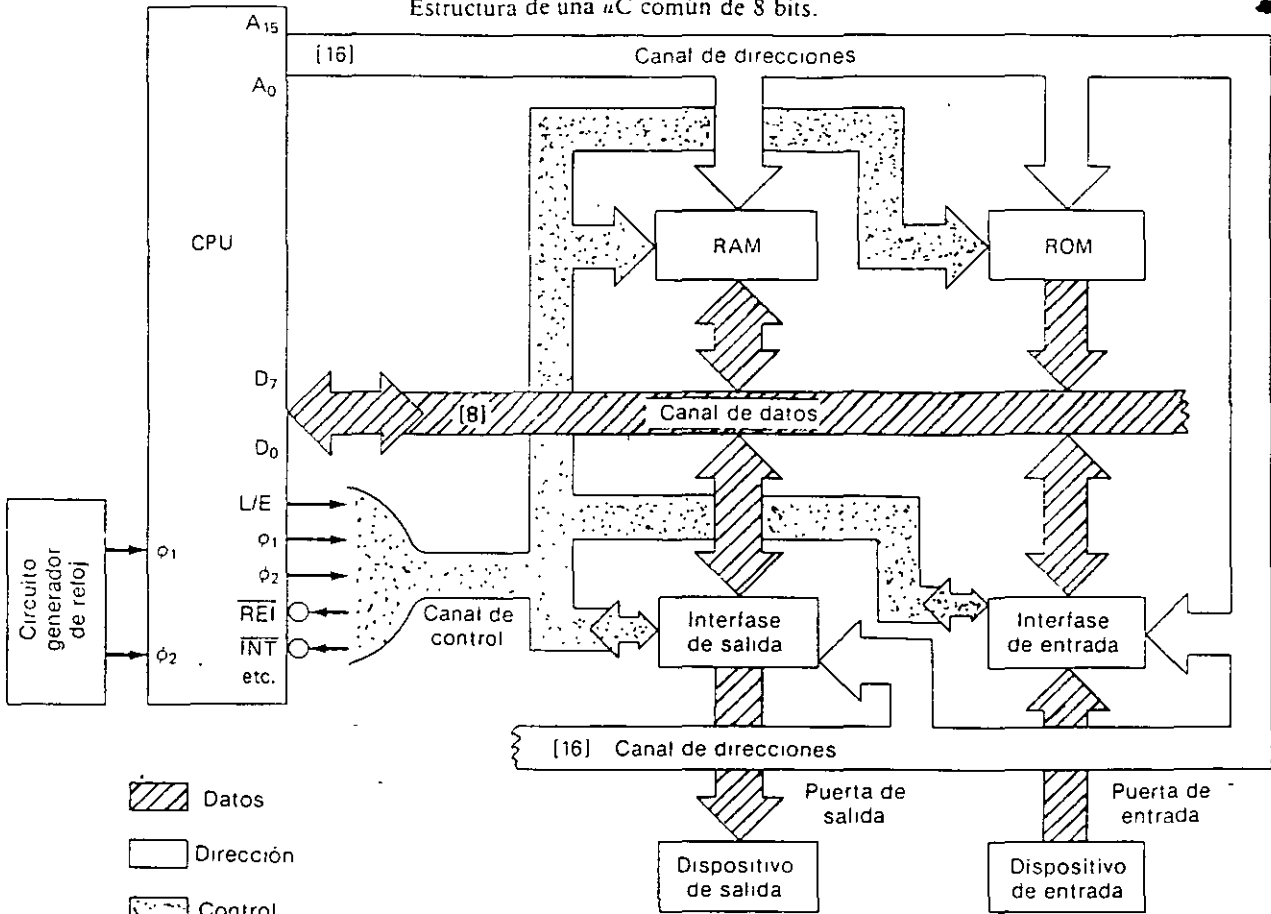 Estructura de una uC común de 8 bits.
A15
[16] Canal de direcciones
A0
CPU
RAM
ROM
D7
[8] Canal de datos
D0
L/E
Circuito
generador
de reloj
ϕ1
ϕ1
ϕ2
R̅E̅I̅
ϕ2
I̅N̅T̅
etc.
Canal de
control
Interfase
de salida
Interfase
de entrada
[16] Canal de direcciones
Datos
Puerta de
salida
Puerta de
entrada
Dirección
Dispositivo
de salida
Dispositivo
de entrada
Control